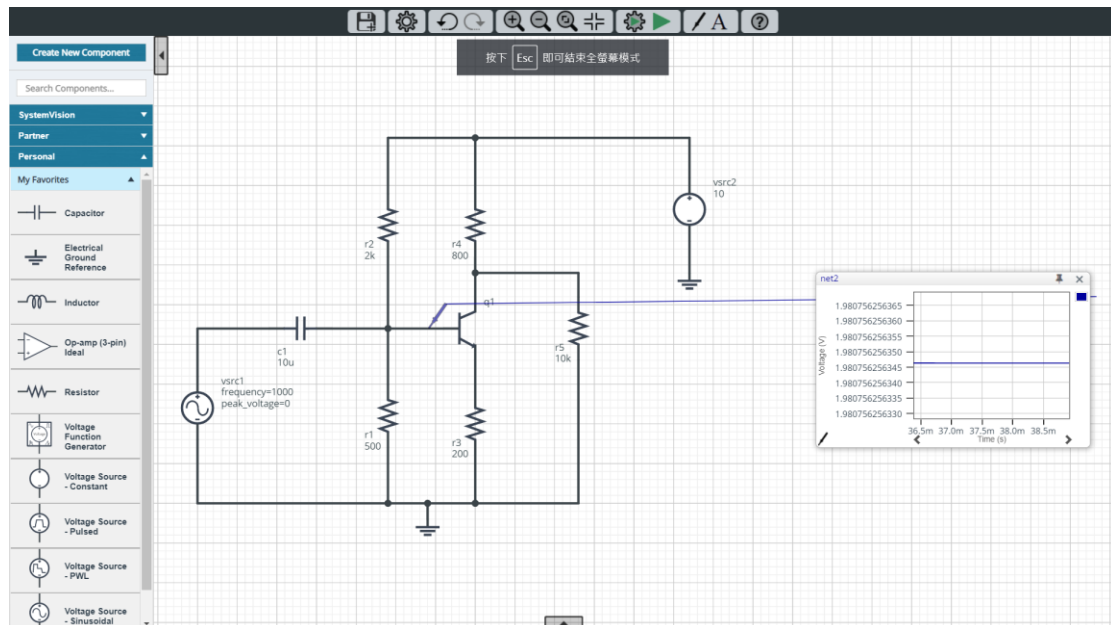 A
?
Create New Component
按下 Esc 即可結束全螢幕模式
Search Components...
SystemVision
Partner
Personal
My Favorites
Capacitor
Electrical
Ground
Reference
Inductor
Op-amp (3-pin)
Ideal
Resistor
Voltage
Function
Generator
Voltage Source
- Constant
Voltage Source
- Pulsed
Voltage Source
- PWL
Voltage Source
- Sinusoidal
vsrc2
10
r2
2k
r4
800
q1
c1
10u
r5
10k
vsrc1
frequency=1000
peak_voltage=0
r1
500
r3
200
net2
Voltage (V)
1.980756256365
1.980756256360
1.980756256355
1.980756256350
1.980756256345
1.980756256340
1.980756256335
1.980756256330
36.5m 37.0m 37.5m 38.0m 38.5m
Time (s)